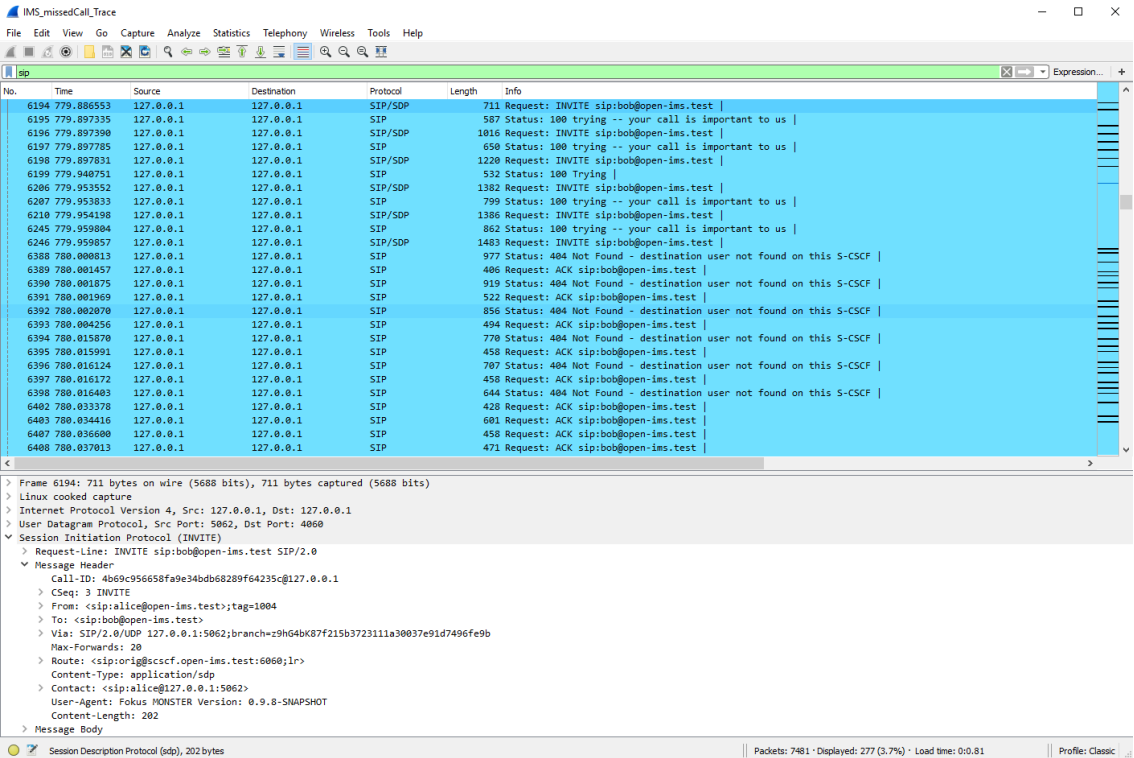 IMS_missedCall_Trace
File Edit View Go Capture Analyze Statistics Telephony Wireless Tools Help
sip Expression... +
No. Time Source Destination Protocol Length Info
6194 779.886553 127.0.0.1 127.0.0.1 SIP/SDP 711 Request: INVITE sip:bob@open-ims.test |
6195 779.897335 127.0.0.1 127.0.0.1 SIP 587 Status: 100 trying -- your call is important to us |
6196 779.897390 127.0.0.1 127.0.0.1 SIP/SDP 1016 Request: INVITE sip:bob@open-ims.test |
6197 779.897785 127.0.0.1 127.0.0.1 SIP 650 Status: 100 trying -- your call is important to us |
6198 779.897831 127.0.0.1 127.0.0.1 SIP/SDP 1220 Request: INVITE sip:bob@open-ims.test |
6199 779.940751 127.0.0.1 127.0.0.1 SIP 532 Status: 100 Trying |
6206 779.953552 127.0.0.1 127.0.0.1 SIP/SDP 1382 Request: INVITE sip:bob@open-ims.test |
6207 779.953833 127.0.0.1 127.0.0.1 SIP 799 Status: 100 trying -- your call is important to us |
6210 779.954198 127.0.0.1 127.0.0.1 SIP/SDP 1386 Request: INVITE sip:bob@open-ims.test |
6245 779.959804 127.0.0.1 127.0.0.1 SIP 862 Status: 100 trying -- your call is important to us |
6246 779.959857 127.0.0.1 127.0.0.1 SIP/SDP 1483 Request: INVITE sip:bob@open-ims.test |
6388 780.000813 127.0.0.1 127.0.0.1 SIP 977 Status: 404 Not Found - destination user not found on this S-CSCF |
6389 780.001457 127.0.0.1 127.0.0.1 SIP 406 Request: ACK sip:bob@open-ims.test |
6390 780.001875 127.0.0.1 127.0.0.1 SIP 919 Status: 404 Not Found - destination user not found on this S-CSCF |
6391 780.001969 127.0.0.1 127.0.0.1 SIP 522 Request: ACK sip:bob@open-ims.test |
6392 780.002070 127.0.0.1 127.0.0.1 SIP 856 Status: 404 Not Found - destination user not found on this S-CSCF |
6393 780.004256 127.0.0.1 127.0.0.1 SIP 494 Request: ACK sip:bob@open-ims.test |
6394 780.015870 127.0.0.1 127.0.0.1 SIP 770 Status: 404 Not Found - destination user not found on this S-CSCF |
6395 780.015991 127.0.0.1 127.0.0.1 SIP 458 Request: ACK sip:bob@open-ims.test |
6396 780.016124 127.0.0.1 127.0.0.1 SIP 707 Status: 404 Not Found - destination user not found on this S-CSCF |
6397 780.016172 127.0.0.1 127.0.0.1 SIP 458 Request: ACK sip:bob@open-ims.test |
6398 780.016403 127.0.0.1 127.0.0.1 SIP 644 Status: 404 Not Found - destination user not found on this S-CSCF |
6402 780.033378 127.0.0.1 127.0.0.1 SIP 428 Request: ACK sip:bob@open-ims.test |
6403 780.034416 127.0.0.1 127.0.0.1 SIP 601 Request: ACK sip:bob@open-ims.test |
6407 780.036600 127.0.0.1 127.0.0.1 SIP 458 Request: ACK sip:bob@open-ims.test |
6408 780.037013 127.0.0.1 127.0.0.1 SIP 471 Request: ACK sip:bob@open-ims.test |
Frame 6194: 711 bytes on wire (5688 bits), 711 bytes captured (5688 bits)
Linux cooked capture
Internet Protocol Version 4, Src: 127.0.0.1, Dst: 127.0.0.1
User Datagram Protocol, Src Port: 5062, Dst Port: 4060
Session Initiation Protocol (INVITE)
Request-Line: INVITE sip:bob@open-ims.test SIP/2.0
Message Header
Call-ID: 4b69c956658fa9e34bdb68289f64235c@127.0.0.1
CSeq: 3 INVITE
From: <sip:alice@open-ims.test>;tag=1004
To: <sip:bob@open-ims.test>
Via: SIP/2.0/UDP 127.0.0.1:5062;branch=z9hG4bK87f215b3723111a30037e91d7496fe9b
Max-Forwards: 20
Route: <sip:orig@scscf.open-ims.test:6060;lr>
Content-Type: application/sdp
Contact: <sip:alice@127.0.0.1:5062>
User-Agent: Fokus MONSTER Version: 0.9.8-SNAPSHOT
Content-Length: 202
Message Body
Session Description Protocol (sdp), 202 bytes Packets: 7481 · Displayed: 277 (3.7%) · Load time: 0:0.81 Profile: Classic